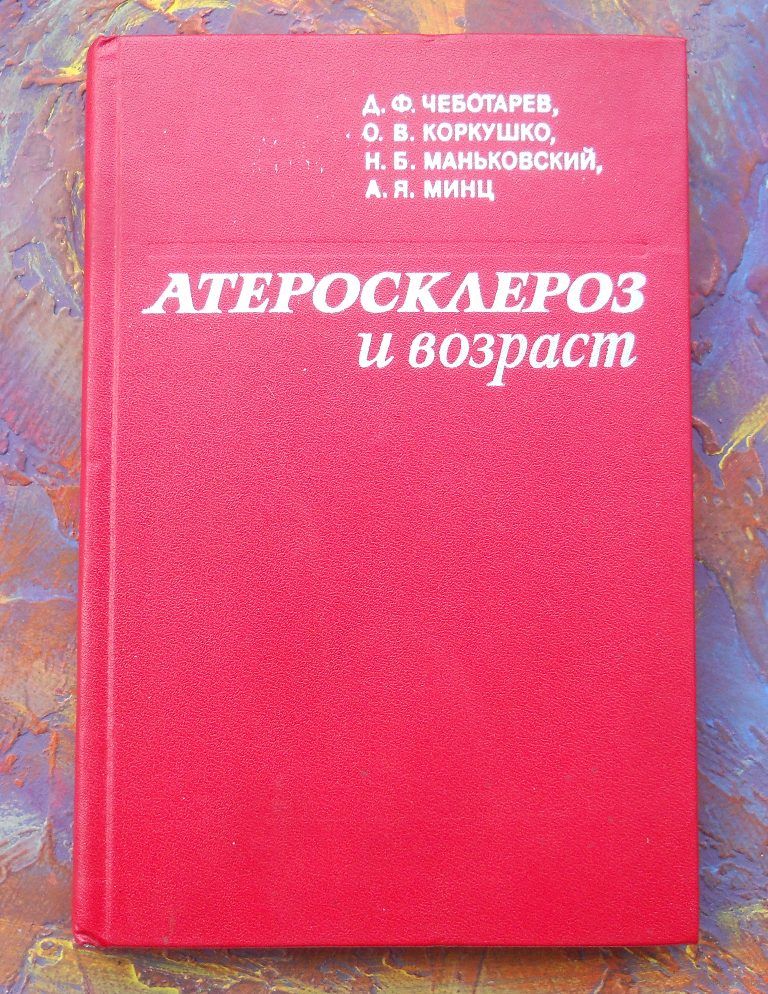 Д. Ф. ЧЕБОТАРЕВ,
О. В. КОРКУШКО,
Н. Б. МАНЬКОВСКИЙ,
А. Я. МИНЦ
АТЕРОСКЛЕРОЗ
и возраст